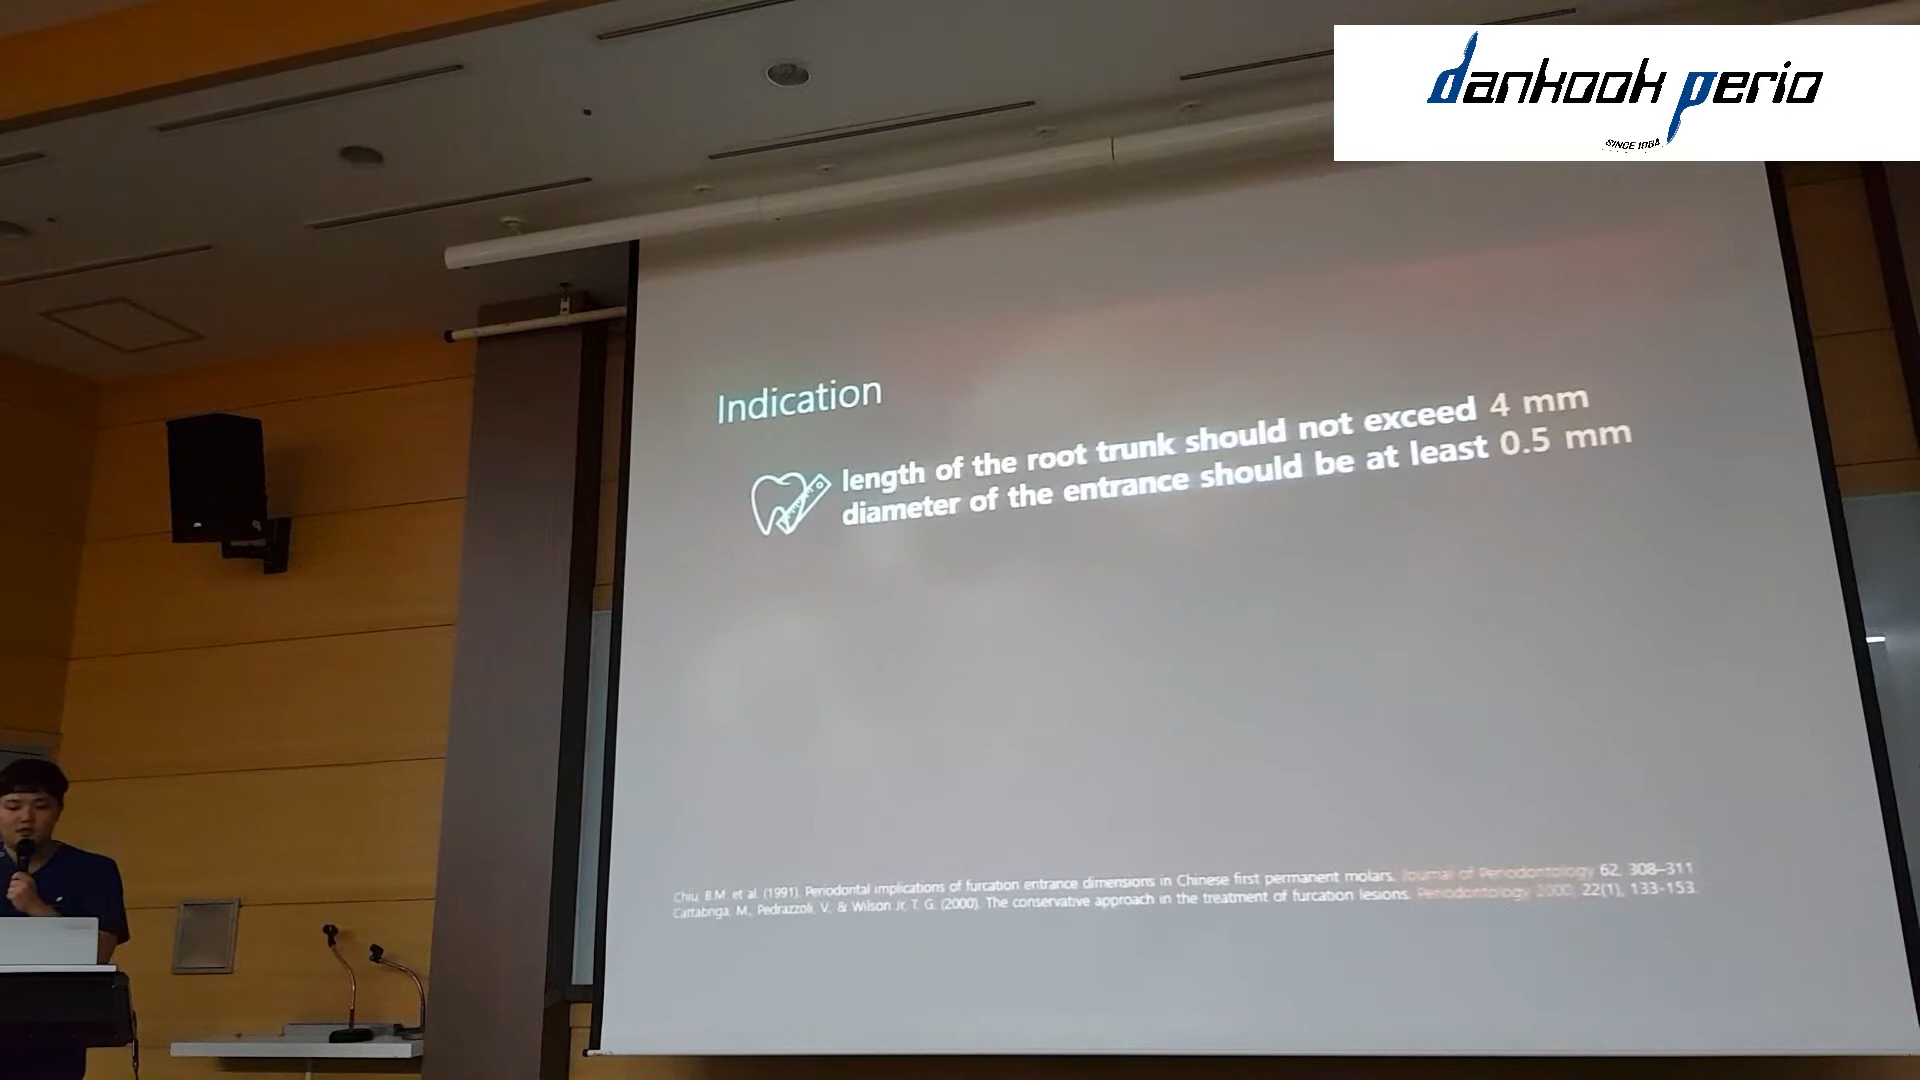 dankook perio
SINCE 1984
Indication
length of the root trunk should not exceed 4 mm
diameter of the entrance should be at least 0.5 mm
Chiu, B.M. et al. (1991). Periodontal implications of furcation entrance dimensions in Chinese first permanent molars. Journal of Periodontology 62, 308–311.
Cattabriga, M., Pedrazzoli, V., & Wilson Jr, T. G. (2000). The conservative approach in the treatment of furcation lesions. Periodontology 2000, 22(1), 133-153.